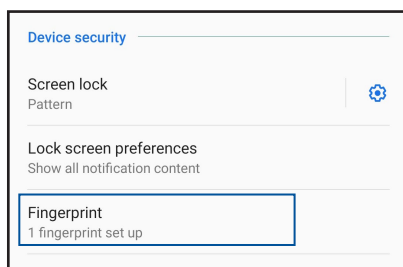 Device security
Screen lock
Pattern
Lock screen preferences
Show all notification content
Fingerprint
1 fingerprint set up